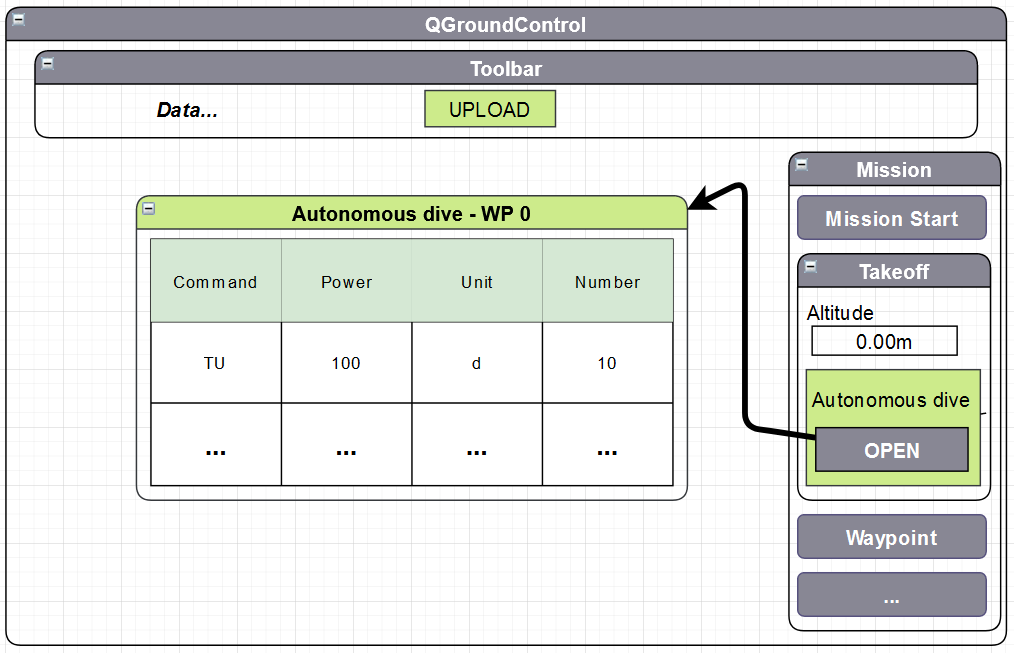 QGroundControl
Toolbar
Data... UPLOAD
Autonomous dive - WP 0
Command Power Unit Number
TU 100 d 10
... ... ... ...
Mission
Mission Start
Takeoff
Altitude
0.00m
Autonomous dive
OPEN
Waypoint
...